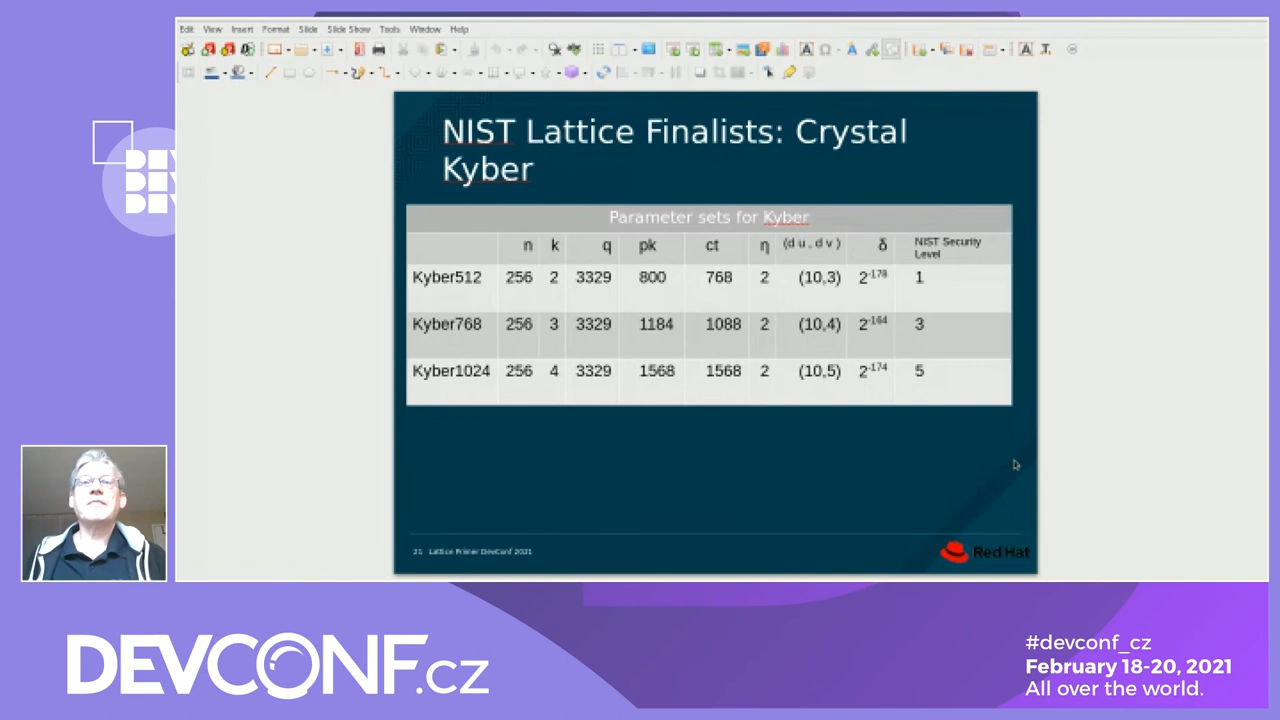 Edit View Insert Format Slide Slide Show Tools Window Help
NIST Lattice Finalists: Crystal
Kyber
Parameter sets for Kyber
n k q pk ct η (d u , d v ) δ NIST Security Level
Kyber512 256 2 3329 800 768 2 (10,3) 2-178 1
Kyber768 256 3 3329 1184 1088 2 (10,4) 2-164 3
Kyber1024 256 4 3329 1568 1568 2 (10,5) 2-174 5
21 Lattice Primer DevConf 2021
Red Hat
DEVCONF.cz
#devconf_cz
February 18-20, 2021
All over the world.